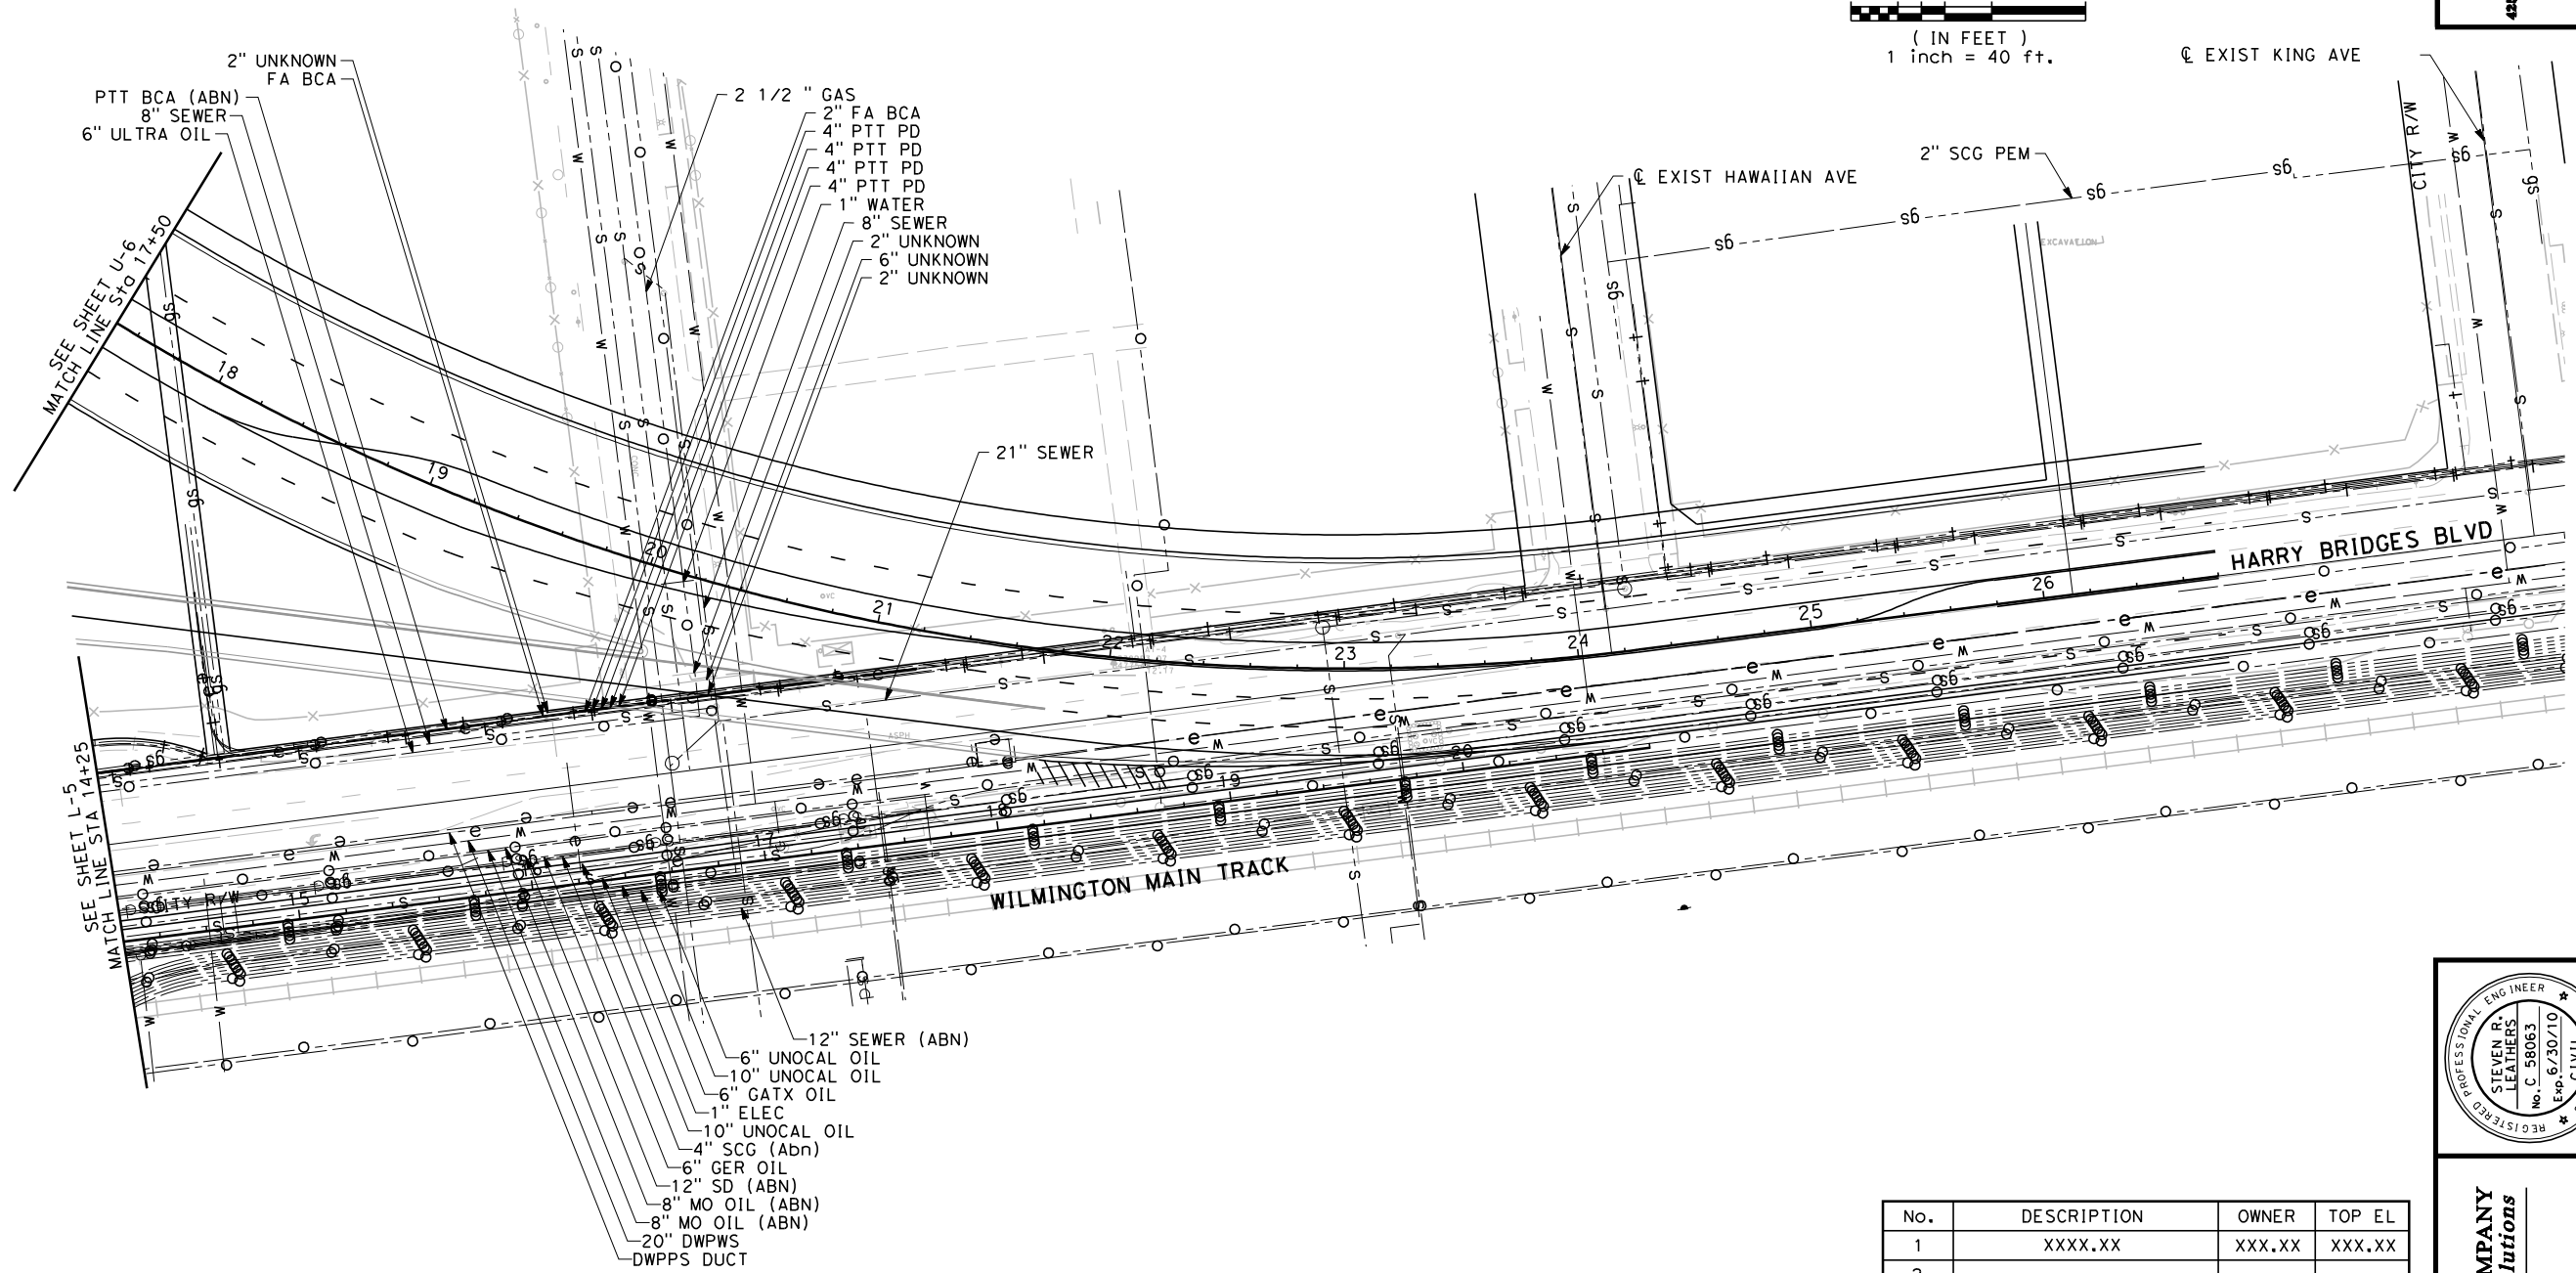 ( IN FEET )
1 inch = 40 ft.
℄ EXIST KING AVE
CITY R/W
2" SCG PEM
℄ EXIST HAWAIIAN AVE
EXCAVATION
2" UNKNOWN
FA BCA
PTT BCA (ABN)
8" SEWER
6" ULTRA OIL
2 1/2 " GAS
2" FA BCA
4" PTT PD
4" PTT PD
4" PTT PD
4" PTT PD
1" WATER
8" SEWER
2" UNKNOWN
6" UNKNOWN
2" UNKNOWN
SEE SHEET U-6
MATCH LINE Sta 17+50
18
19
20
21
22
23
24
25
26
21" SEWER
HARRY BRIDGES BLVD
SEE SHEET L-5
MATCH LINE STA 14+25
CITY R/W
15
16
17
18
19
20
WILMINGTON MAIN TRACK
12" SEWER (ABN)
6" UNOCAL OIL
10" UNOCAL OIL
6" GATX OIL
1" ELEC
10" UNOCAL OIL
4" SCG (Abn)
6" GER OIL
12" SD (ABN)
8" MO OIL (ABN)
8" MO OIL (ABN)
20" DWPWS
DWPPS DUCT
REGISTERED PROFESSIONAL ENGINEER
STEVEN R.
LEATHERS
No. C 58063
Exp. 6/30/10
CIVIL
No. DESCRIPTION OWNER TOP EL
1 XXXX.XX XXX.XX XXX.XX
MPANY
lutions